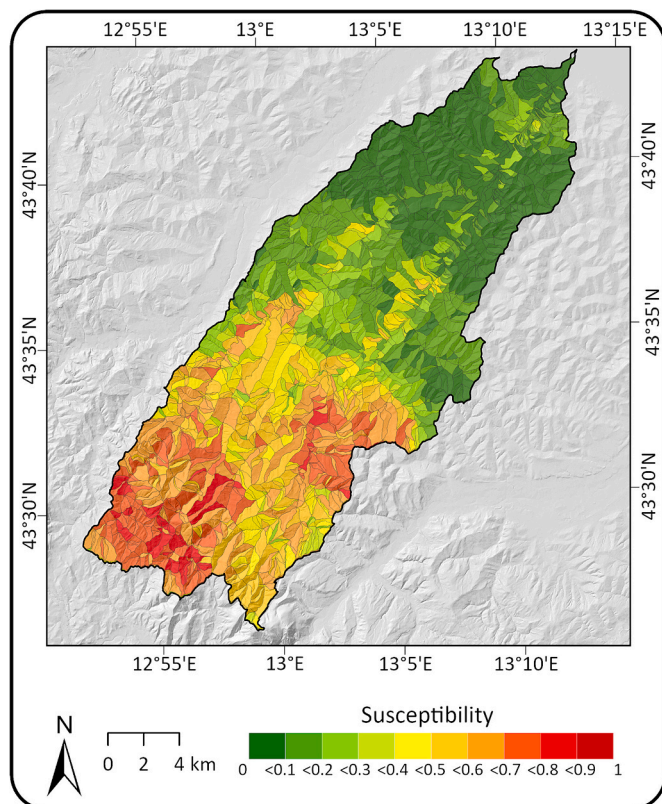 12°55'E 13°E 13°5'E 13°10'E 13°15'E
43°40'N
43°40'N
43°35'N
43°35'N
43°30'N
43°30'N
12°55'E 13°E 13°5'E 13°10'E
N
Susceptibility
0 2 4 km
0 <0.1 <0.2 <0.3 <0.4 <0.5 <0.6 <0.7 <0.8 <0.9 1